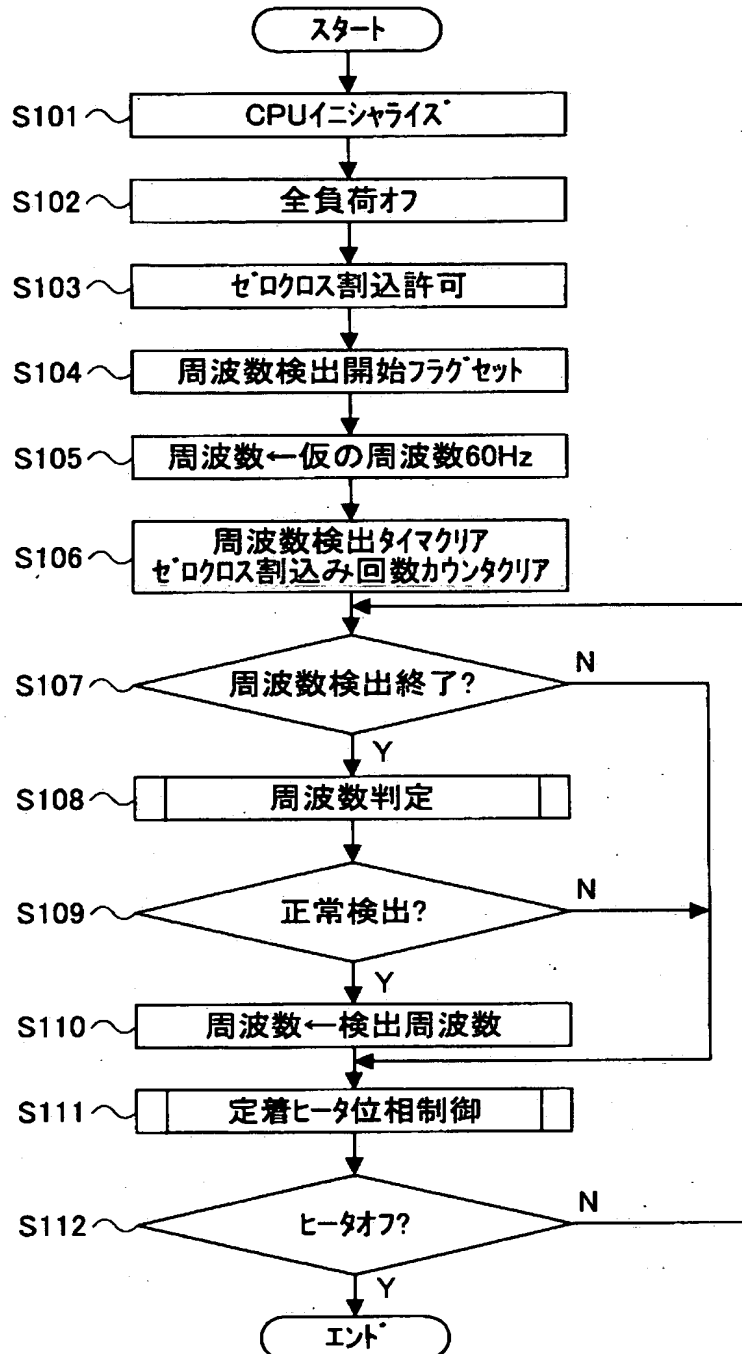 スタート
S101 CPUイニシャライズ
S102 全負荷オフ
S103 ゼロクロス割込許可
S104 周波数検出開始フラグセット
S105 周波数←仮の周波数60Hz
S106 周波数検出タイマクリア
ゼロクロス割込み回数カウンタクリア
S107 周波数検出終了? N
Y
S108 周波数判定
S109 正常検出? N
Y
S110 周波数←検出周波数
S111 定着ヒータ位相制御
S112 ヒータオフ? N
Y
エンド